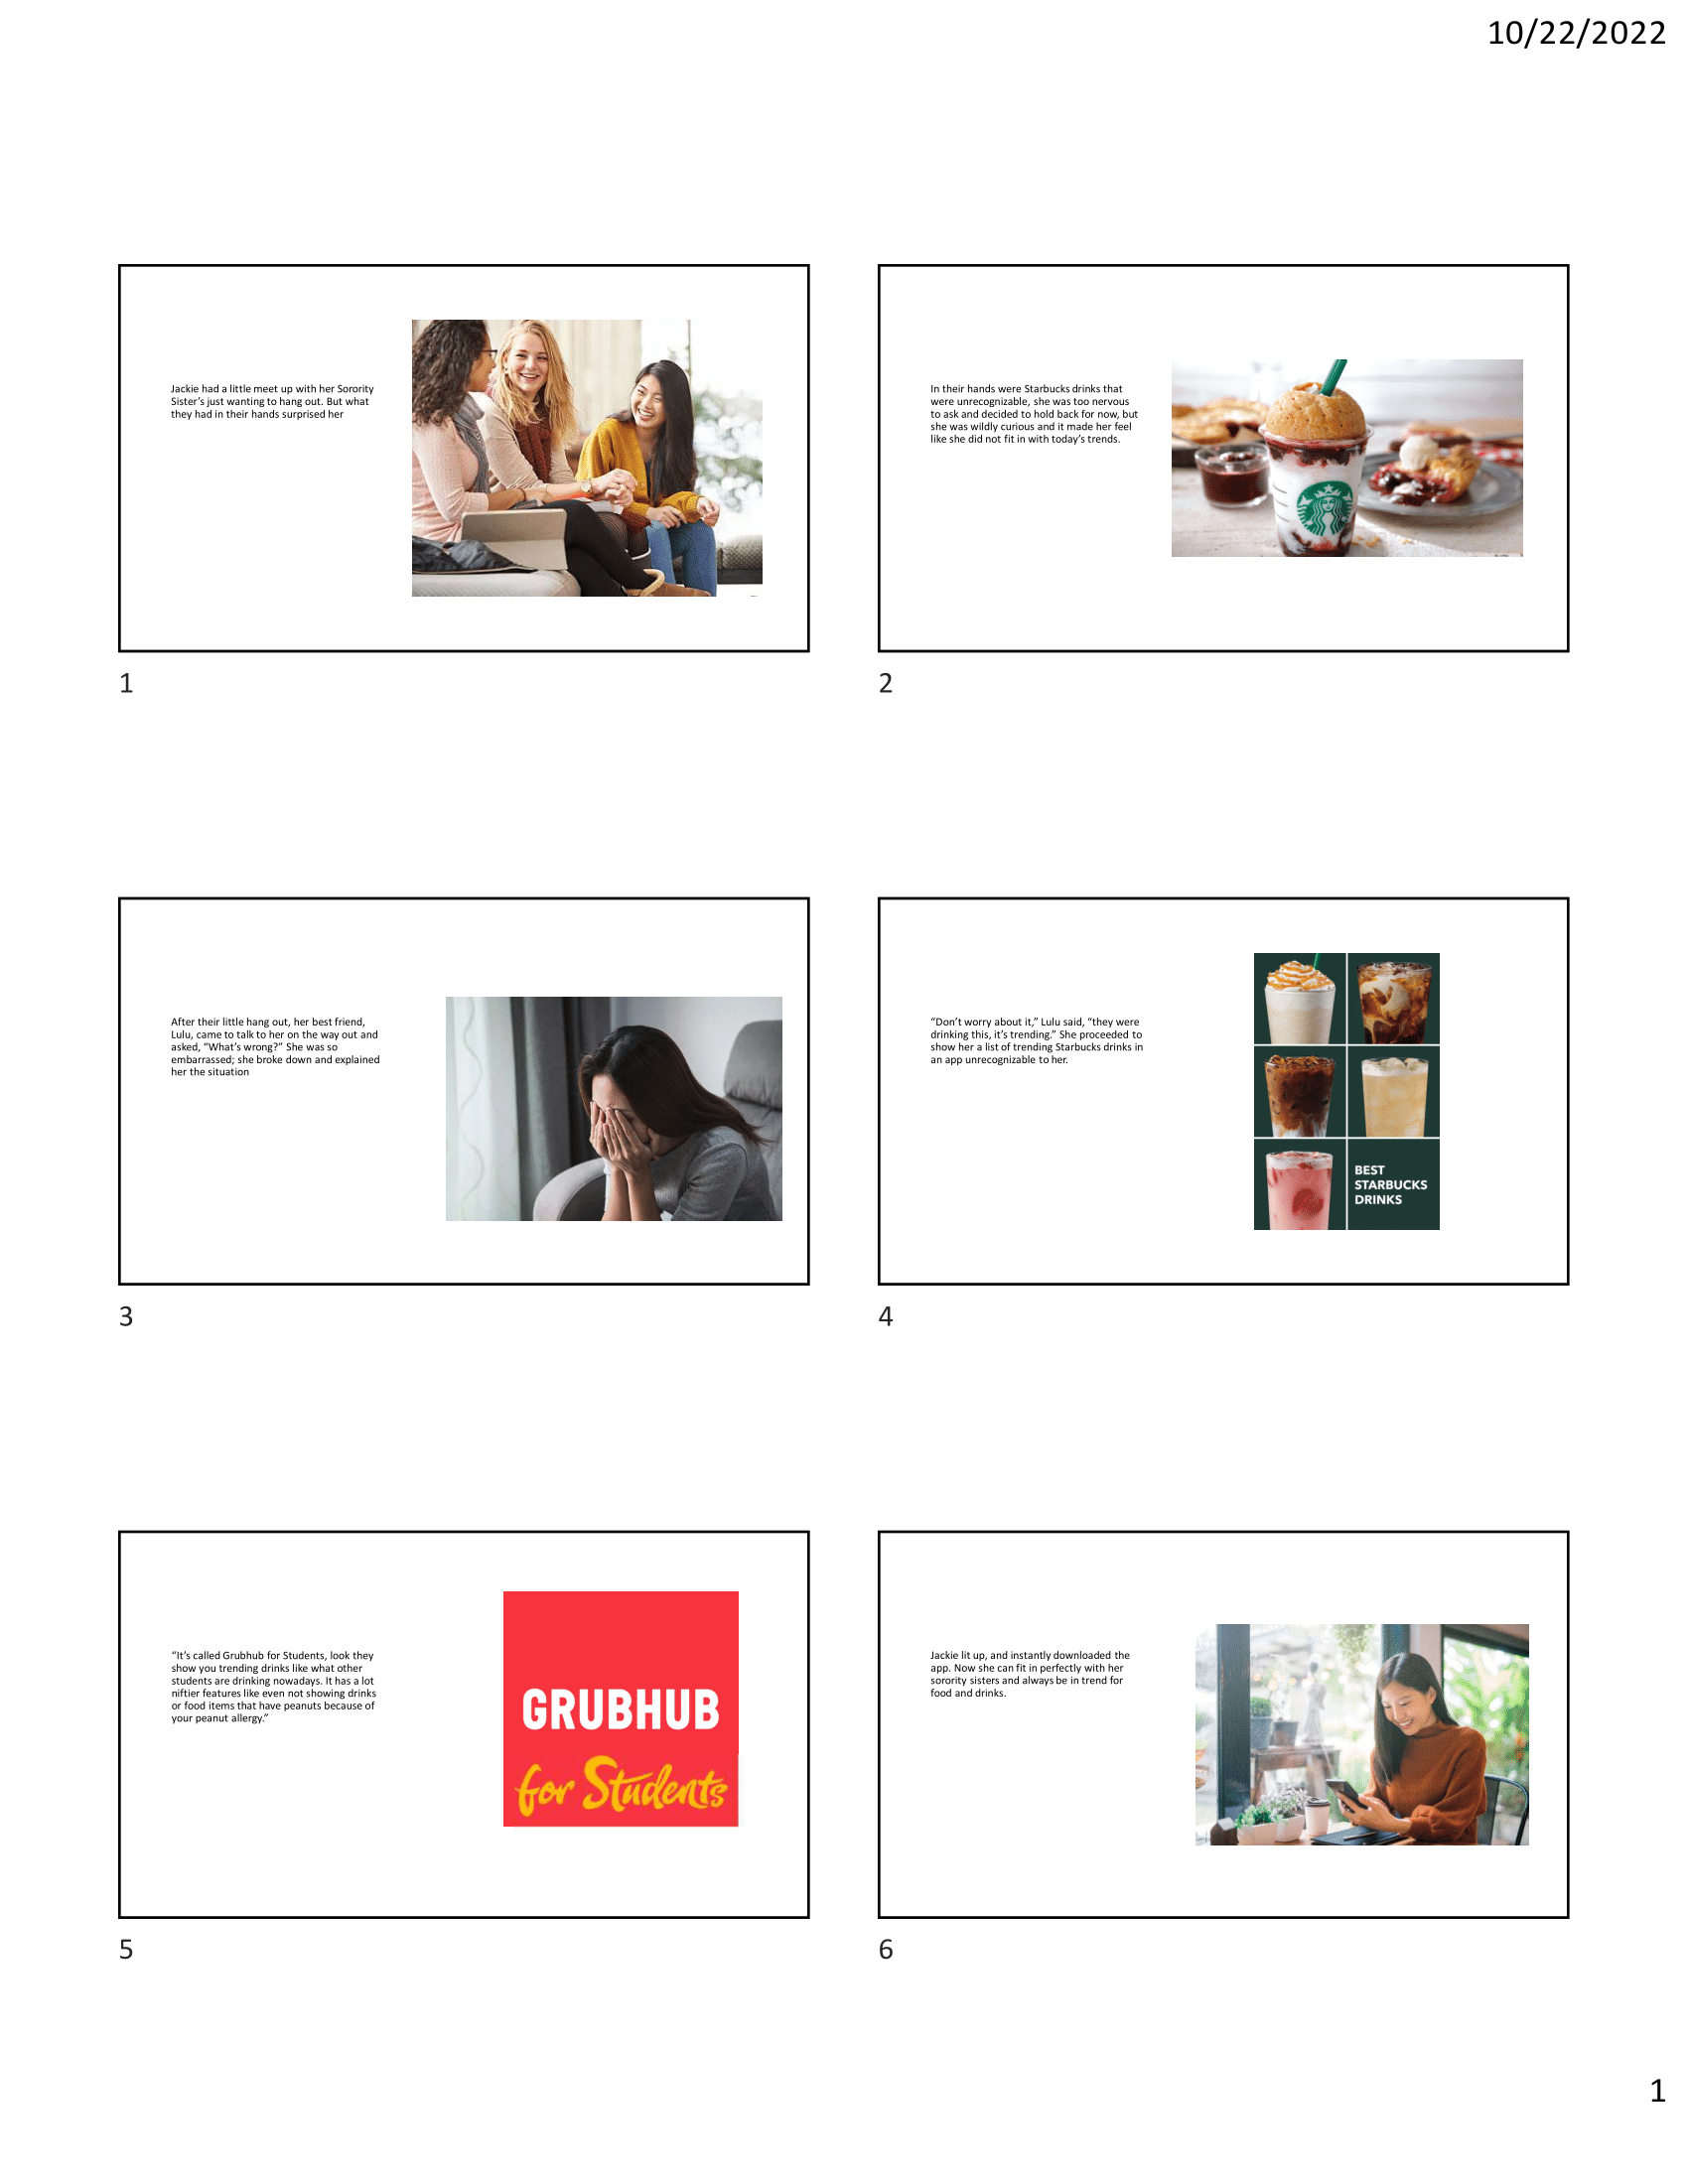 10/22/2022
Jackie had a little meet up with her Sorority
Sister’s just wanting to hang out. But what
they had in their hands surprised her
1
In their hands were Starbucks drinks that
were unrecognizable, she was too nervous
to ask and decided to hold back for now, but
she was wildly curious and it made her feel
like she did not fit in with today’s trends.
2
After their little hang out, her best friend,
Lulu, came to talk to her on the way out and
asked, “What’s wrong?” She was so
embarrassed; she broke down and explained
her the situation
3
“Don’t worry about it,” Lulu said, “they were
drinking this, it’s trending.” She proceeded to
show her a list of trending Starbucks drinks in
an app unrecognizable to her.
BEST
STARBUCKS
DRINKS
4
“It’s called Grubhub for Students, look they
show you trending drinks like what other
students are drinking nowadays. It has a lot
niftier features like even not showing drinks
or food items that have peanuts because of
your peanut allergy.”
GRUBHUB
for Students
5
Jackie lit up, and instantly downloaded the
app. Now she can fit in perfectly with her
sorority sisters and always be in trend for
food and drinks.
6
1